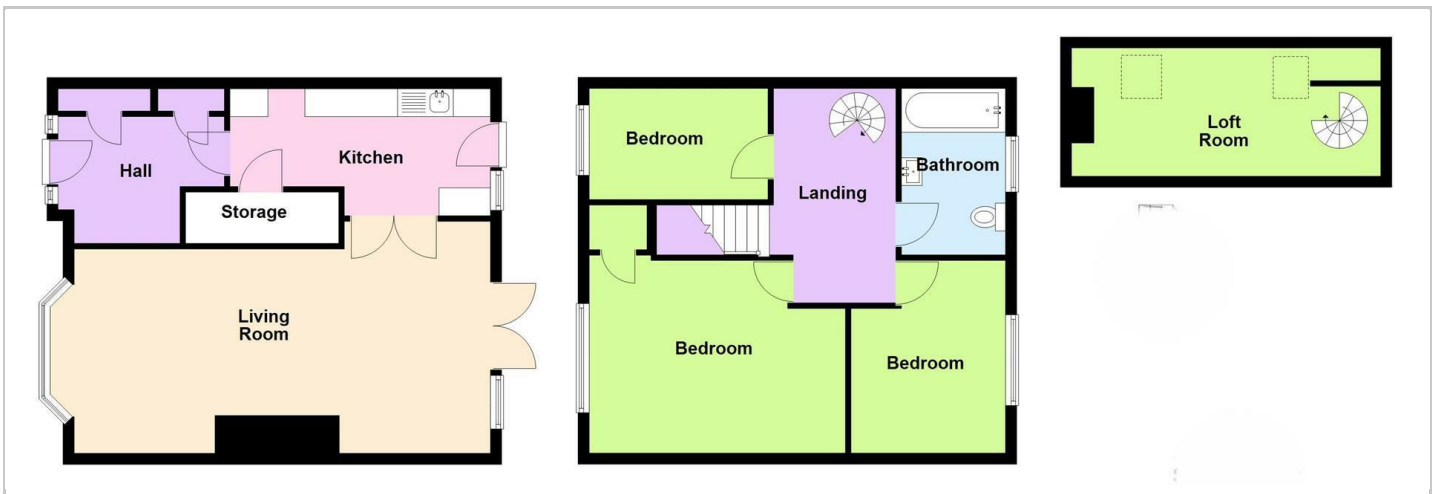 Hall
Kitchen
Storage
Living
Room
Bedroom
Landing
Bathroom
Bedroom
Bedroom
Loft
Room